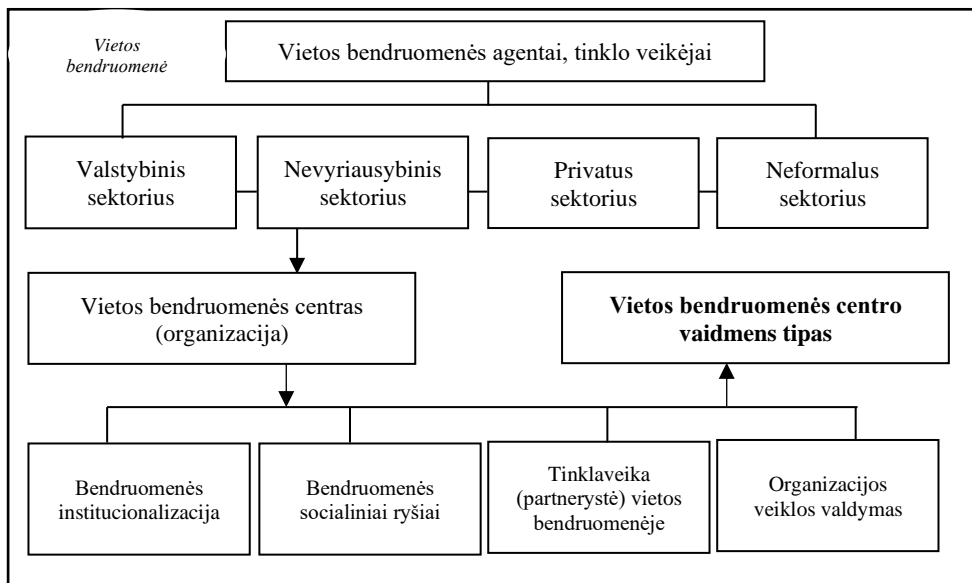 Vietos
bendruomenė
Vietos bendruomenės agentai, tinklo veikėjai
Valstybinis
sektorius
Nevyriausybinis
sektorius
Privatus
sektorius
Neformalus
sektorius
Vietos bendruomenės centras
(organizacija)
Vietos bendruomenės centro
vaidmens tipas
Bendruomenės
institucionalizacija
Bendruomenės
socialiniai ryšiai
Tinklaveika
(partnerystė) vietos
bendruomenėje
Organizacijos
veiklos valdymas